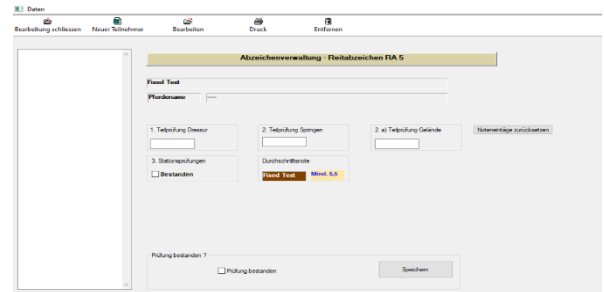 Daten
Bearbeitung schliessen Neuer Teilnehmer Bearbeiten Druck Entfernen
Abzeichenverwaltung - Reitabzeichen RA 5
Fixed Text
Pferdename ----
1. Teilprüfung Dressur 2. Teilprüfung Springen 2. a) Teilprüfung Gelände Noteneinträge zurücksetzen
3. Stationsprüfungen Durchschnittsnote
Bestanden Fixed Text Mind. 5,5
Prüfung bestanden ?
Prüfung bestanden Speichern